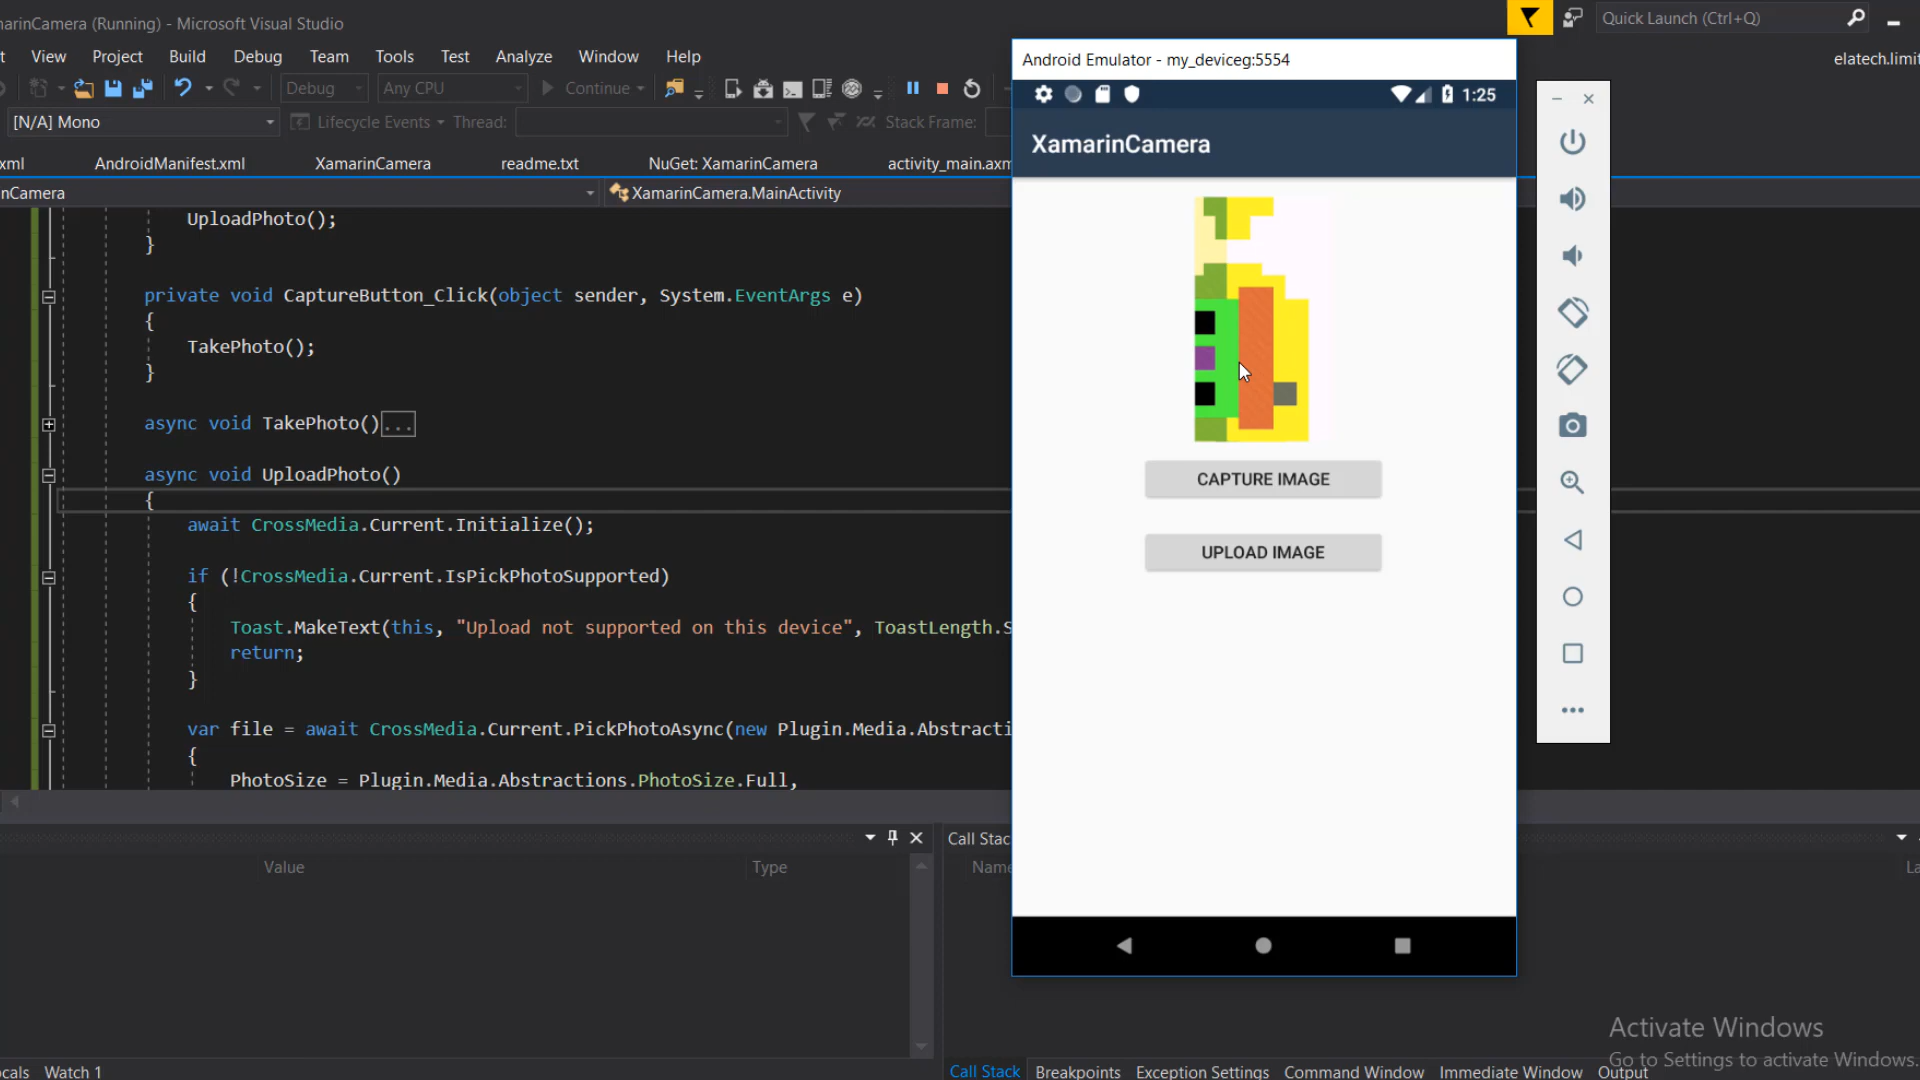 marinCamera (Running) - Microsoft Visual Studio
Quick Launch (Ctrl+Q)
t View Project Build Debug Team Tools Test Analyze Window Help
elatech.limit
Debug Any CPU Continue
[N/A] Mono Lifecycle Events Thread: Stack Frame:
xml AndroidManifest.xml XamarinCamera readme.txt NuGet: XamarinCamera activity_main.axm
nCamera XamarinCamera.MainActivity
UploadPhoto();
}
private void CaptureButton_Click(object sender, System.EventArgs e)
{
TakePhoto();
}
async void TakePhoto()...
async void UploadPhoto()
{
await CrossMedia.Current.Initialize();
if (!CrossMedia.Current.IsPickPhotoSupported)
{
Toast.MakeText(this, "Upload not supported on this device", ToastLength.S
return;
}
var file = await CrossMedia.Current.PickPhotoAsync(new Plugin.Media.Abstracti
{
PhotoSize = Plugin.Media.Abstractions.PhotoSize.Full,
Value Type
Call Stac
Name
La
ocals Watch 1
Call Stack Breakpoints Exception Settings Command Window Immediate Window Output
Android Emulator - my_deviceg:5554
1:25
XamarinCamera
CAPTURE IMAGE
UPLOAD IMAGE
Activate Windows
Go to Settings to activate Windows.